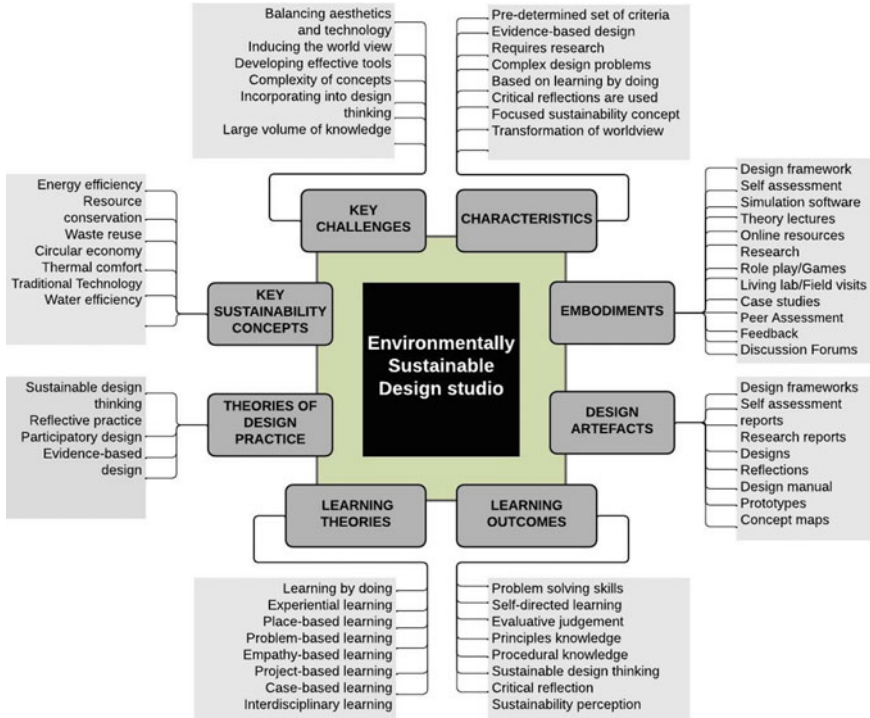 Balancing aesthetics
and technology
Inducing the world view
Developing effective tools
Complexity of concepts
Incorporating into design
thinking
Large volume of knowledge
Pre-determined set of criteria
Evidence-based design
Requires research
Complex design problems
Based on learning by doing
Critical reflections are used
Focused sustainability concept
Transformation of worldview
KEY
CHALLENGES
CHARACTERISTICS
Energy efficiency
Resource
conservation
Waste reuse
Circular economy
Thermal comfort
Traditional Technology
Water efficiency
KEY
SUSTAINABILITY
CONCEPTS
Environmentally
Sustainable
Design studio
EMBODIMENTS
Design framework
Self assessment
Simulation software
Theory lectures
Online resources
Research
Role play/Games
Living lab/Field visits
Case studies
Peer Assessment
Feedback
Discussion Forums
Sustainable design
thinking
Reflective practice
Participatory design
Evidence-based
design
THEORIES OF
DESIGN
PRACTICE
DESIGN
ARTEFACTS
Design frameworks
Self assessment
reports
Research reports
Designs
Reflections
Design manual
Prototypes
Concept maps
LEARNING
THEORIES
LEARNING
OUTCOMES
Learning by doing
Experiential learning
Place-based learning
Problem-based learning
Empathy-based learning
Project-based learning
Case-based learning
Interdisciplinary learning
Problem solving skills
Self-directed learning
Evaluative judgement
Principles knowledge
Procedural knowledge
Sustainable design thinking
Critical reflection
Sustainability perception